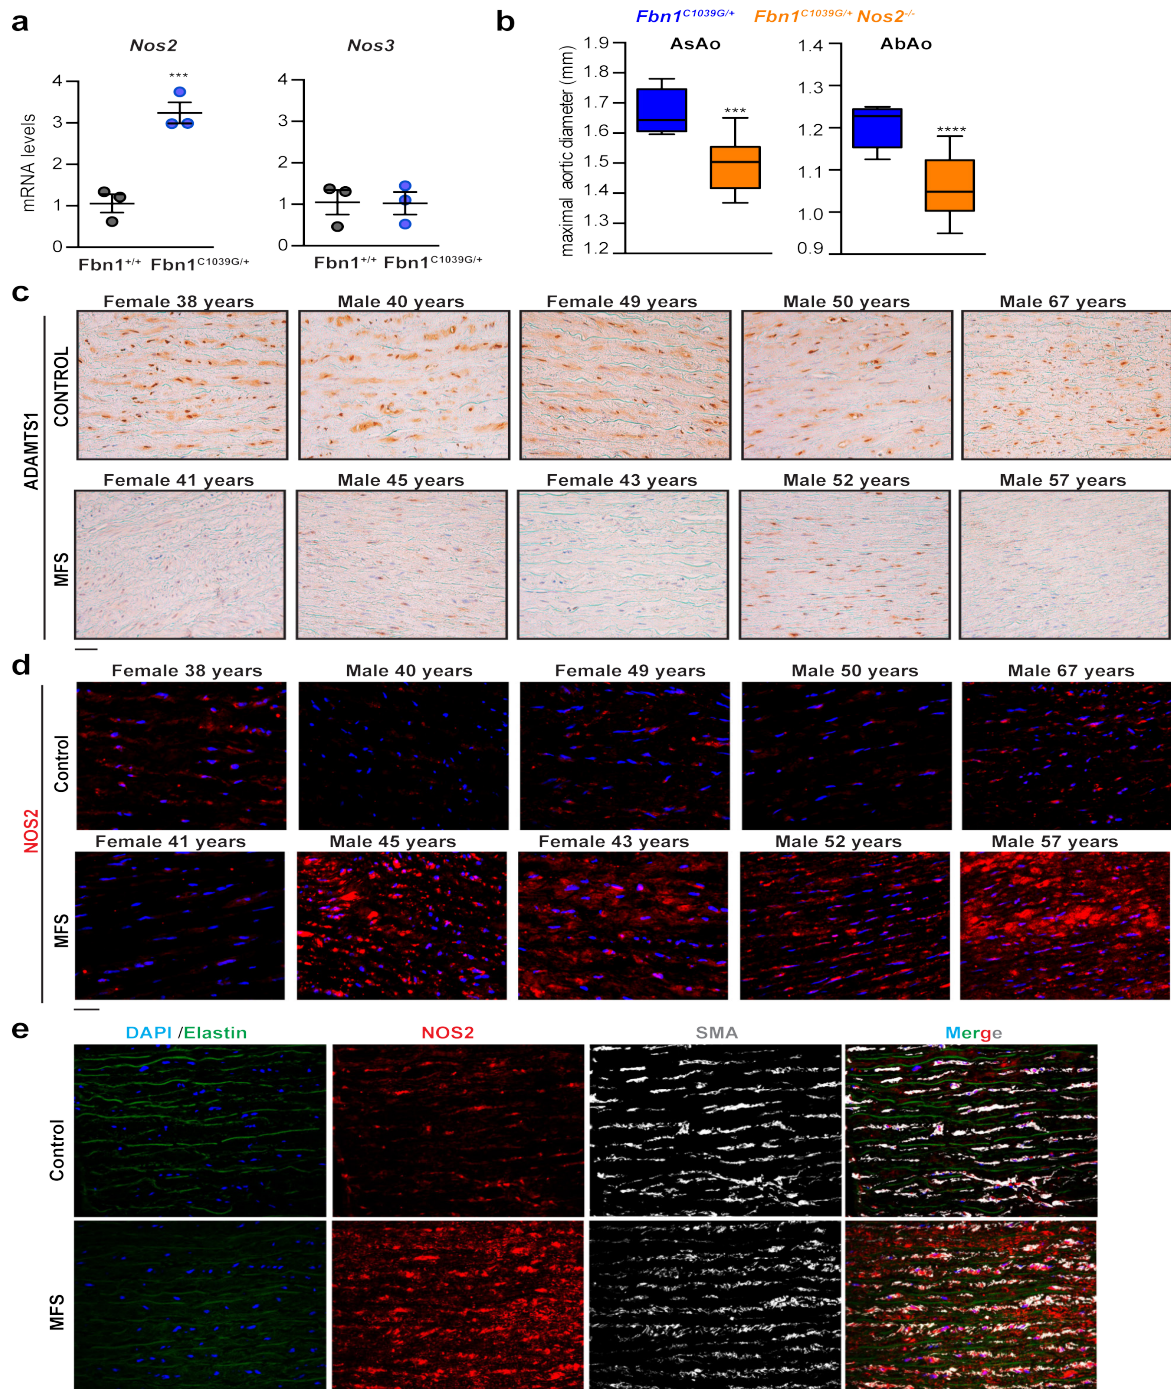 a
Nos2
Nos3
***
mRNA levels
4
3
2
1
0
4
3
2
1
0
Fbn1+/+ Fbn1C1039G/+
Fbn1+/+ Fbn1C1039G/+
b
Fbn1C1039G/+ Fbn1C1039G/+ Nos2-/-
AsAo
AbAo
maximal aortic diameter (mm)
1.9
1.8
1.7
1.6
1.5
1.4
1.3
1.2
***
1.4
1.3
1.2
1.1
1.0
0.9
****
c
ADAMTS1
CONTROL
Female 38 years Male 40 years Female 49 years Male 50 years Male 67 years
MFS
Female 41 years Male 45 years Female 43 years Male 52 years Male 57 years
d
NOS2
Control
Female 38 years Male 40 years Female 49 years Male 50 years Male 67 years
MFS
Female 41 years Male 45 years Female 43 years Male 52 years Male 57 years
e
DAPI /Elastin NOS2 SMA Merge
Control
MFS